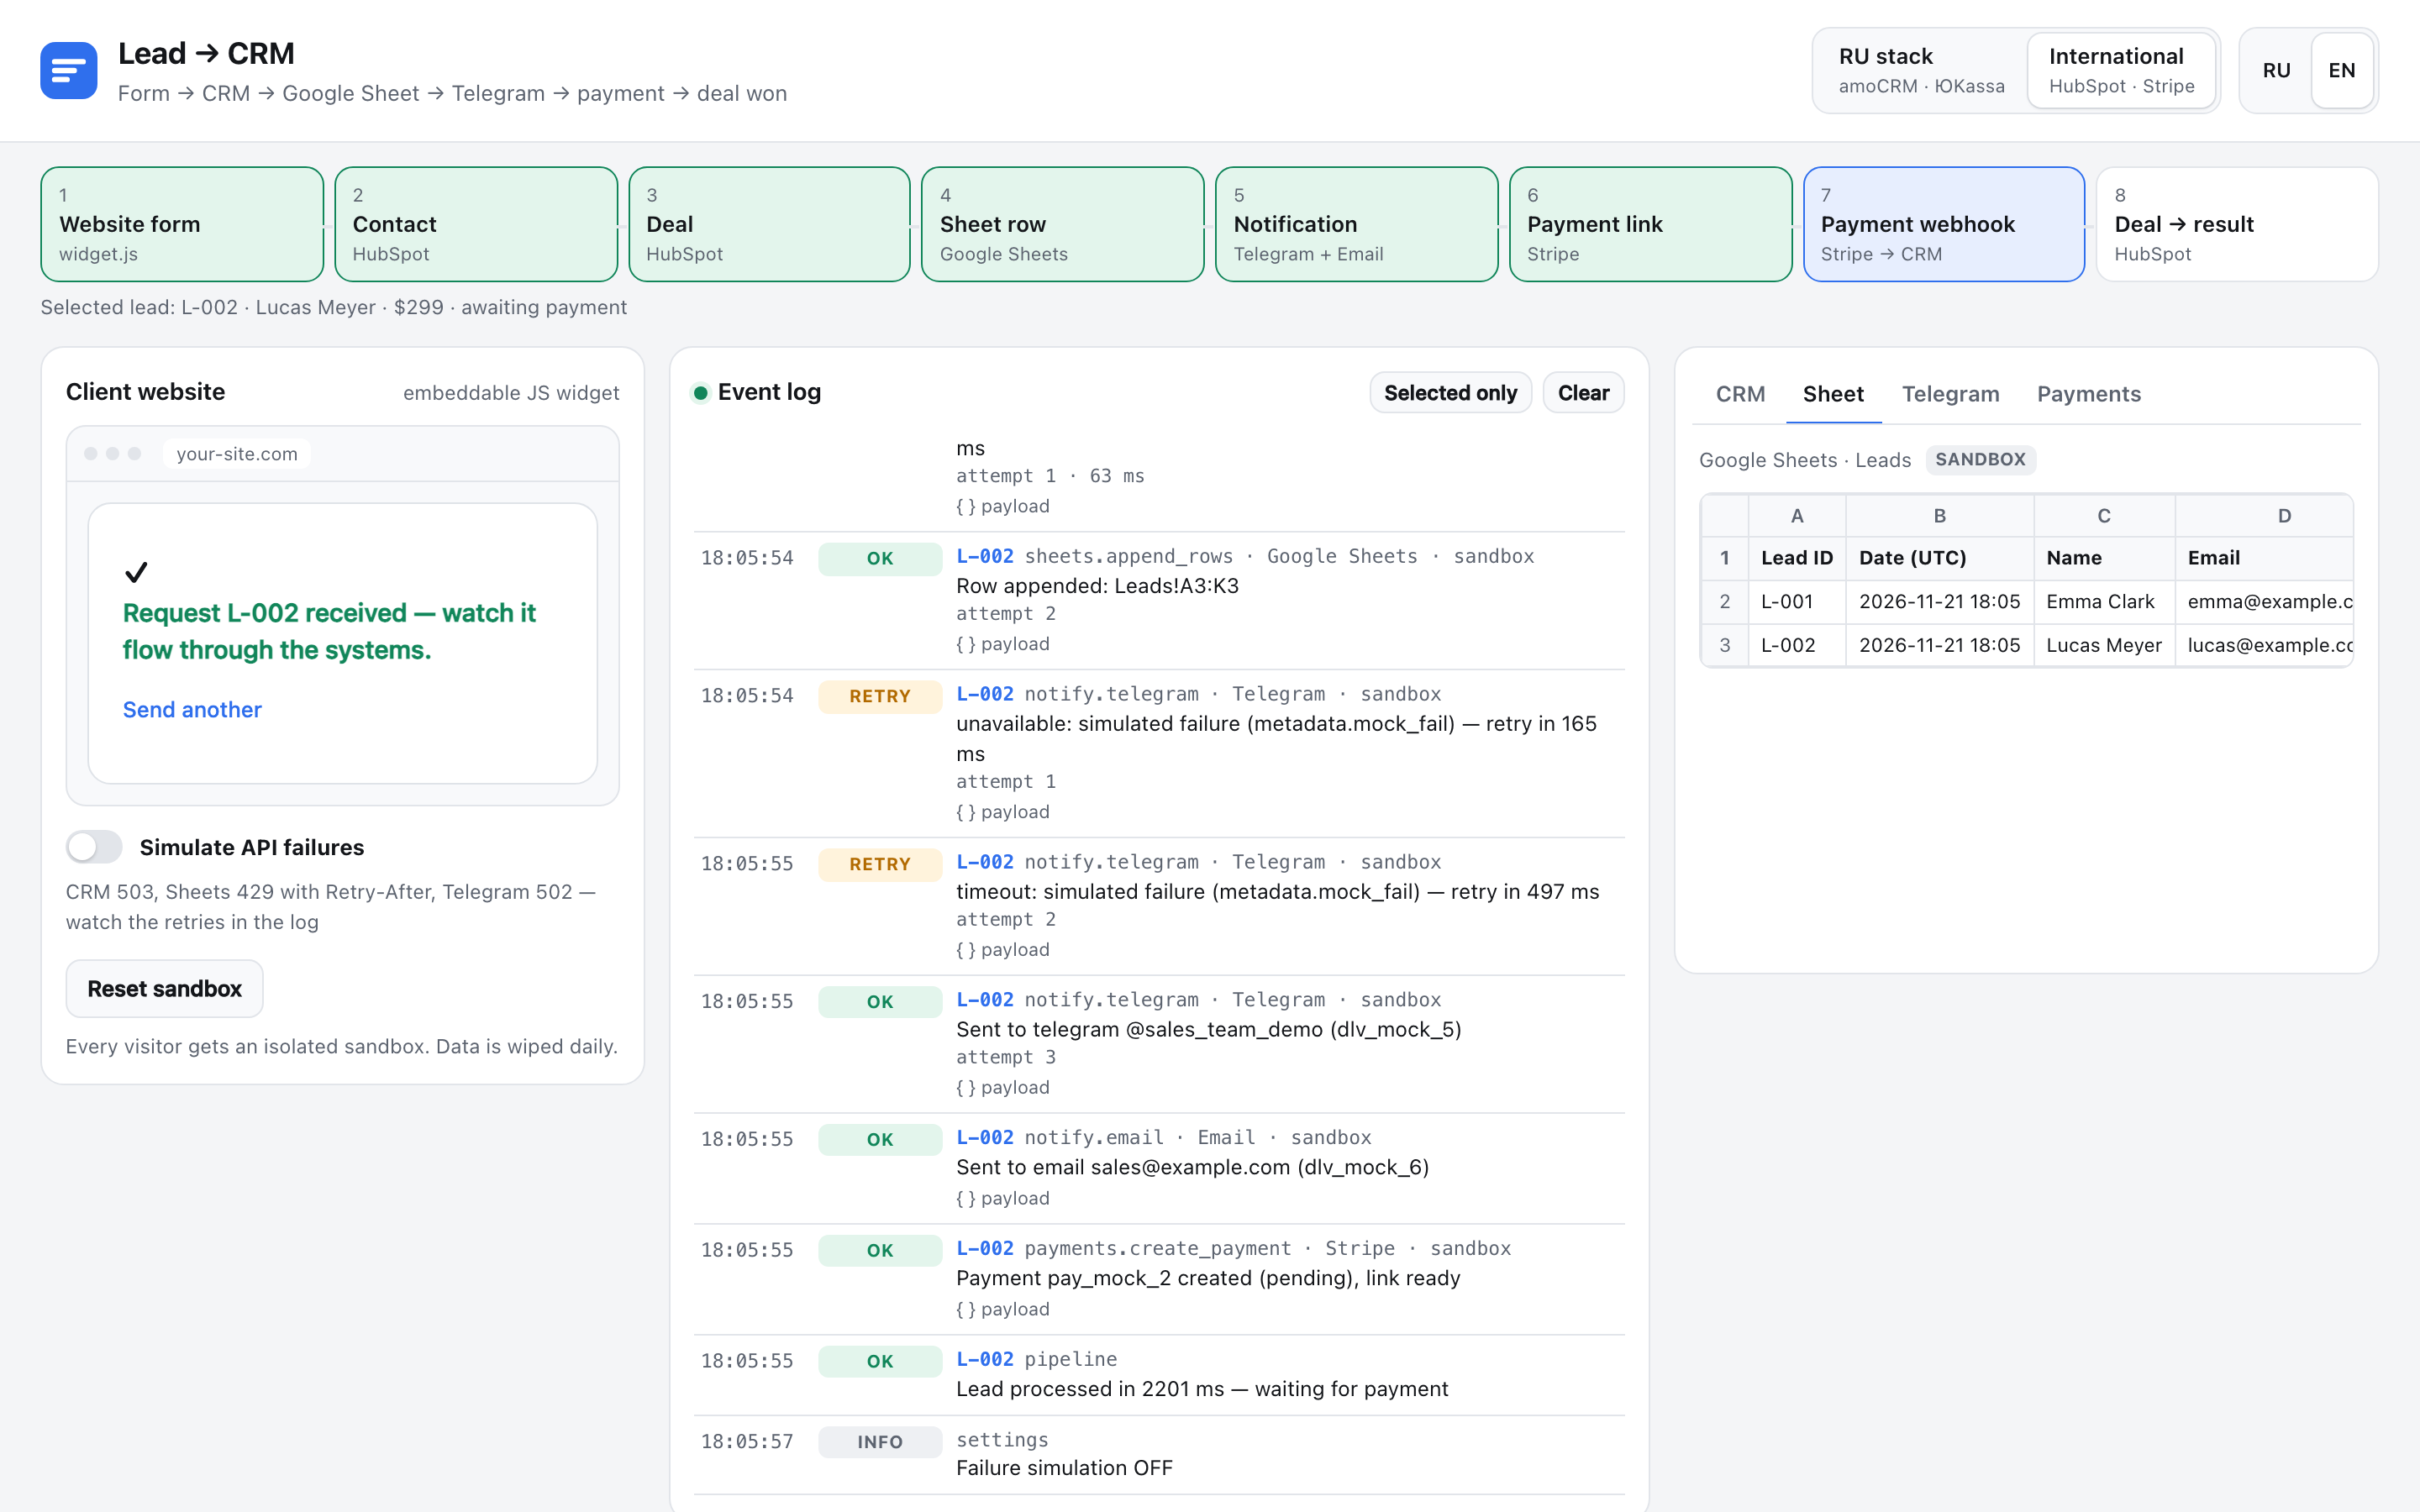 Lead → CRM
Form → CRM → Google Sheet → Telegram → payment → deal won
RU stack
amoCRM · ЮKassa
International
HubSpot · Stripe
RU
EN
1
Website form
widget.js
2
Contact
HubSpot
3
Deal
HubSpot
4
Sheet row
Google Sheets
5
Notification
Telegram + Email
6
Payment link
Stripe
7
Payment webhook
Stripe → CRM
8
Deal → result
HubSpot
Selected lead: L-002 · Lucas Meyer · $299 · awaiting payment
Client website
embeddable JS widget
your-site.com
✓
Request L-002 received — watch it
flow through the systems.
Send another
Simulate API failures
CRM 503, Sheets 429 with Retry-After, Telegram 502 —
watch the retries in the log
Reset sandbox
Every visitor gets an isolated sandbox. Data is wiped daily.
Event log
Selected only
Clear
ms
attempt 1 · 63 ms
{ } payload
18:05:54 OK L-002 sheets.append_rows · Google Sheets · sandbox
Row appended: Leads!A3:K3
attempt 2
{ } payload
18:05:54 RETRY L-002 notify.telegram · Telegram · sandbox
unavailable: simulated failure (metadata.mock_fail) — retry in 165
ms
attempt 1
{ } payload
18:05:55 RETRY L-002 notify.telegram · Telegram · sandbox
timeout: simulated failure (metadata.mock_fail) — retry in 497 ms
attempt 2
{ } payload
18:05:55 OK L-002 notify.telegram · Telegram · sandbox
Sent to telegram @sales_team_demo (dlv_mock_5)
attempt 3
{ } payload
18:05:55 OK L-002 notify.email · Email · sandbox
Sent to email sales@example.com (dlv_mock_6)
{ } payload
18:05:55 OK L-002 payments.create_payment · Stripe · sandbox
Payment pay_mock_2 created (pending), link ready
{ } payload
18:05:55 OK L-002 pipeline
Lead processed in 2201 ms — waiting for payment
18:05:57 INFO settings
Failure simulation OFF
CRM Sheet Telegram Payments
Google Sheets · Leads SANDBOX
A B C D
1 Lead ID Date (UTC) Name Email
2 L-001 2026-11-21 18:05 Emma Clark emma@example.c
3 L-002 2026-11-21 18:05 Lucas Meyer lucas@example.co